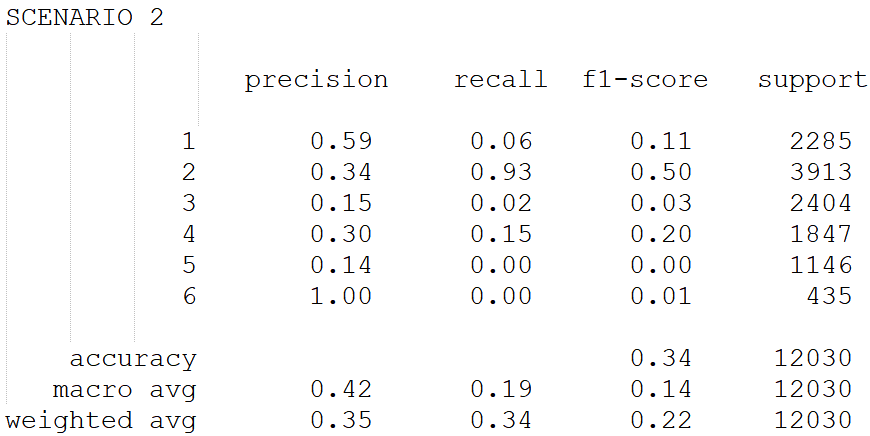 SCENARIO 2
precision recall f1-score support
1 0.59 0.06 0.11 2285
2 0.34 0.93 0.50 3913
3 0.15 0.02 0.03 2404
4 0.30 0.15 0.20 1847
5 0.14 0.00 0.00 1146
6 1.00 0.00 0.01 435
accuracy 0.34 12030
macro avg 0.42 0.19 0.14 12030
weighted avg 0.35 0.34 0.22 12030